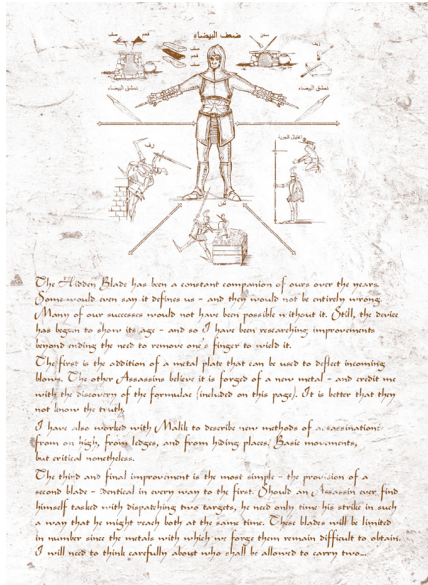 ضعف البيضاء
The Hidden Blade has been a constant companion of ours over the years.
Some would even say it defines us - and they would not be entirely wrong.
Many of our successes would not have been possible without it. Still, the device
has begun to show its age - and so I have been researching improvements
beyond ending the need to remove one's finger to wield it.
The first is the addition of a metal plate that can be used to deflect incoming
blows. The other Assassins believe it is forged of a new metal - and credit me
with the discovery of the formulae (included on this page). It is better that they
not know the truth.
I have also worked with Malik to describe new methods of assassination:
from on high, from ledges, and from hiding places. Basic movements,
but critical nonetheless.
The third and final improvement is the most simple - the provision of a
second blade - identical in every way to the first. Should an Assassin ever find
himself tasked with dispatching two targets, he need only time his strike in such
a way that he might reach both at the same time. These blades will be limited
in number since the metals with which we forge them remain difficult to obtain.
I will need to think carefully about who shall be allowed to carry two...